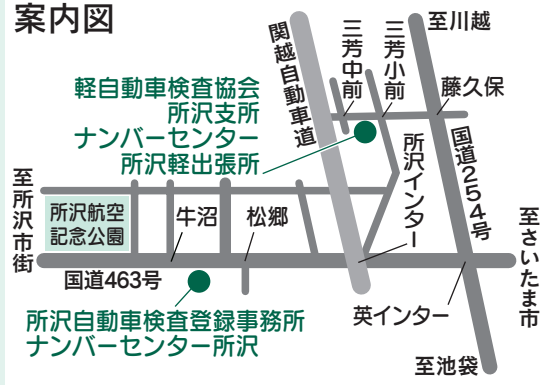 案内図
至川越
関越自動車道
三芳中前
三芳小前
藤久保
軽自動車検査協会
所沢支所
ナンバーセンター
所沢軽出張所
所沢インター
国道254号
至所沢市街
所沢航空
記念公園
牛沼
松郷
至さいたま市
国道463号
所沢自動車検査登録事務所
ナンバーセンター所沢
英インター
至池袋